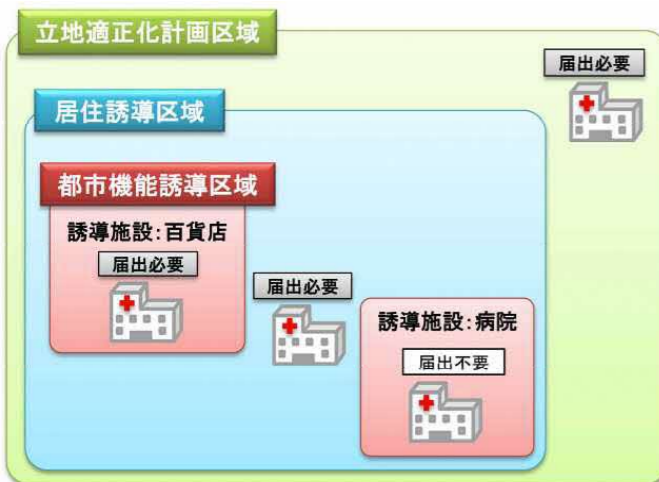 立地適正化計画区域
届出必要
居住誘導区域
都市機能誘導区域
誘導施設:百貨店
届出必要
届出必要
誘導施設:病院
届出不要